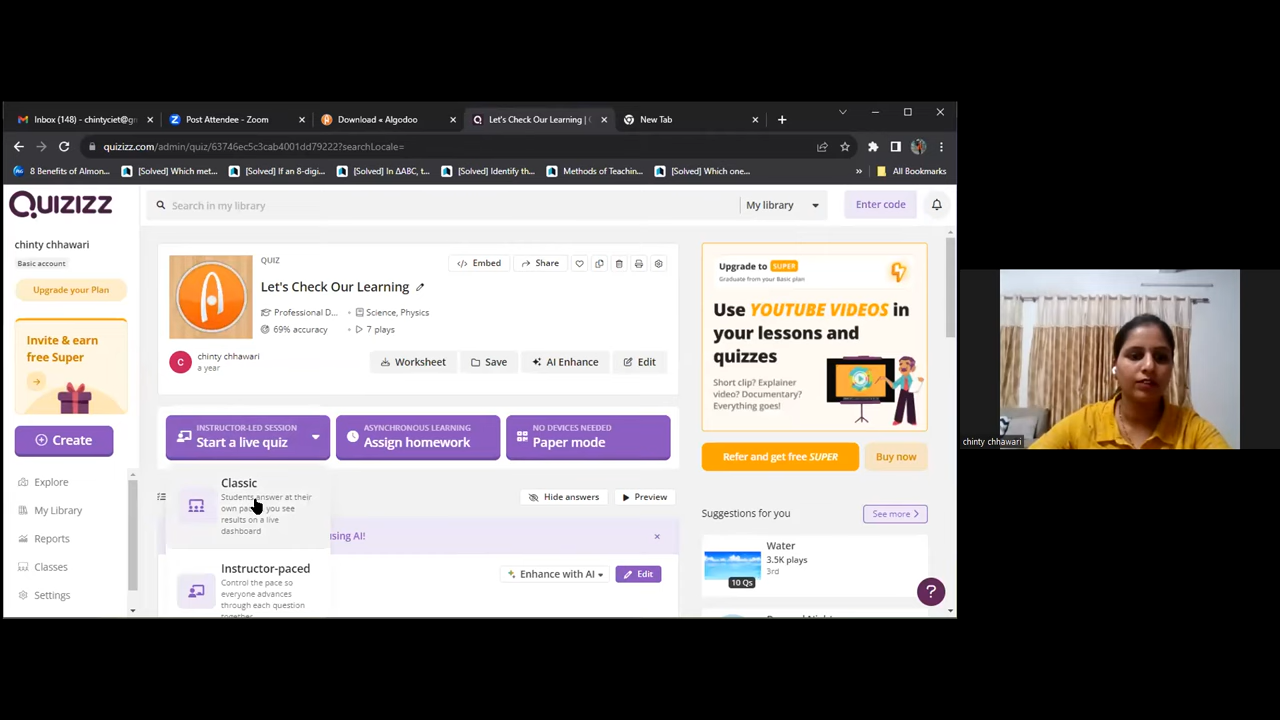 Inbox (148) - chintyciet@g
Post Attendee - Zoom
Download « Algodoo
Let's Check Our Learning |
New Tab
quizizz.com/admin/quiz/63746ec5c3cab4001dd79222?searchLocale=
8 Benefits of Almon...
[Solved] Which met...
[Solved] If an 8-digi...
[Solved] In ΔABC, t...
[Solved] Identify th...
Methods of Teachin...
[Solved] Which one...
»
All Bookmarks
QUIZIZZ
Search in my library
My library
Enter code
chinty chhawari
Basic account
Upgrade your Plan
Invite & earn
free Super
Create
Explore
My Library
Reports
Classes
Settings
QUIZ
Embed
Share
Let's Check Our Learning
Professional D...
Science, Physics
69% accuracy
7 plays
C
chinty chhawari
a year
Worksheet
Save
AI Enhance
Edit
INSTRUCTOR-LED SESSION
Start a live quiz
ASYNCHRONOUS LEARNING
Assign homework
NO DEVICES NEEDED
Paper mode
Classic
Students answer at their
own you see
results on a live
dashboard
Hide answers
Preview
using AI!
Instructor-paced
Control the pace so
everyone advances
through each question
together
Enhance with AI
Edit
Upgrade to SUPER
Graduate from your Basic plan
Use YOUTUBE VIDEOS in
your lessons and
quizzes
Short clip? Explainer
video? Documentary?
Everything goes!
Refer and get free SUPER
Buy now
Suggestions for you
See more >
Water
3.5K plays
3rd
10 Qs
?
chinty chhawari